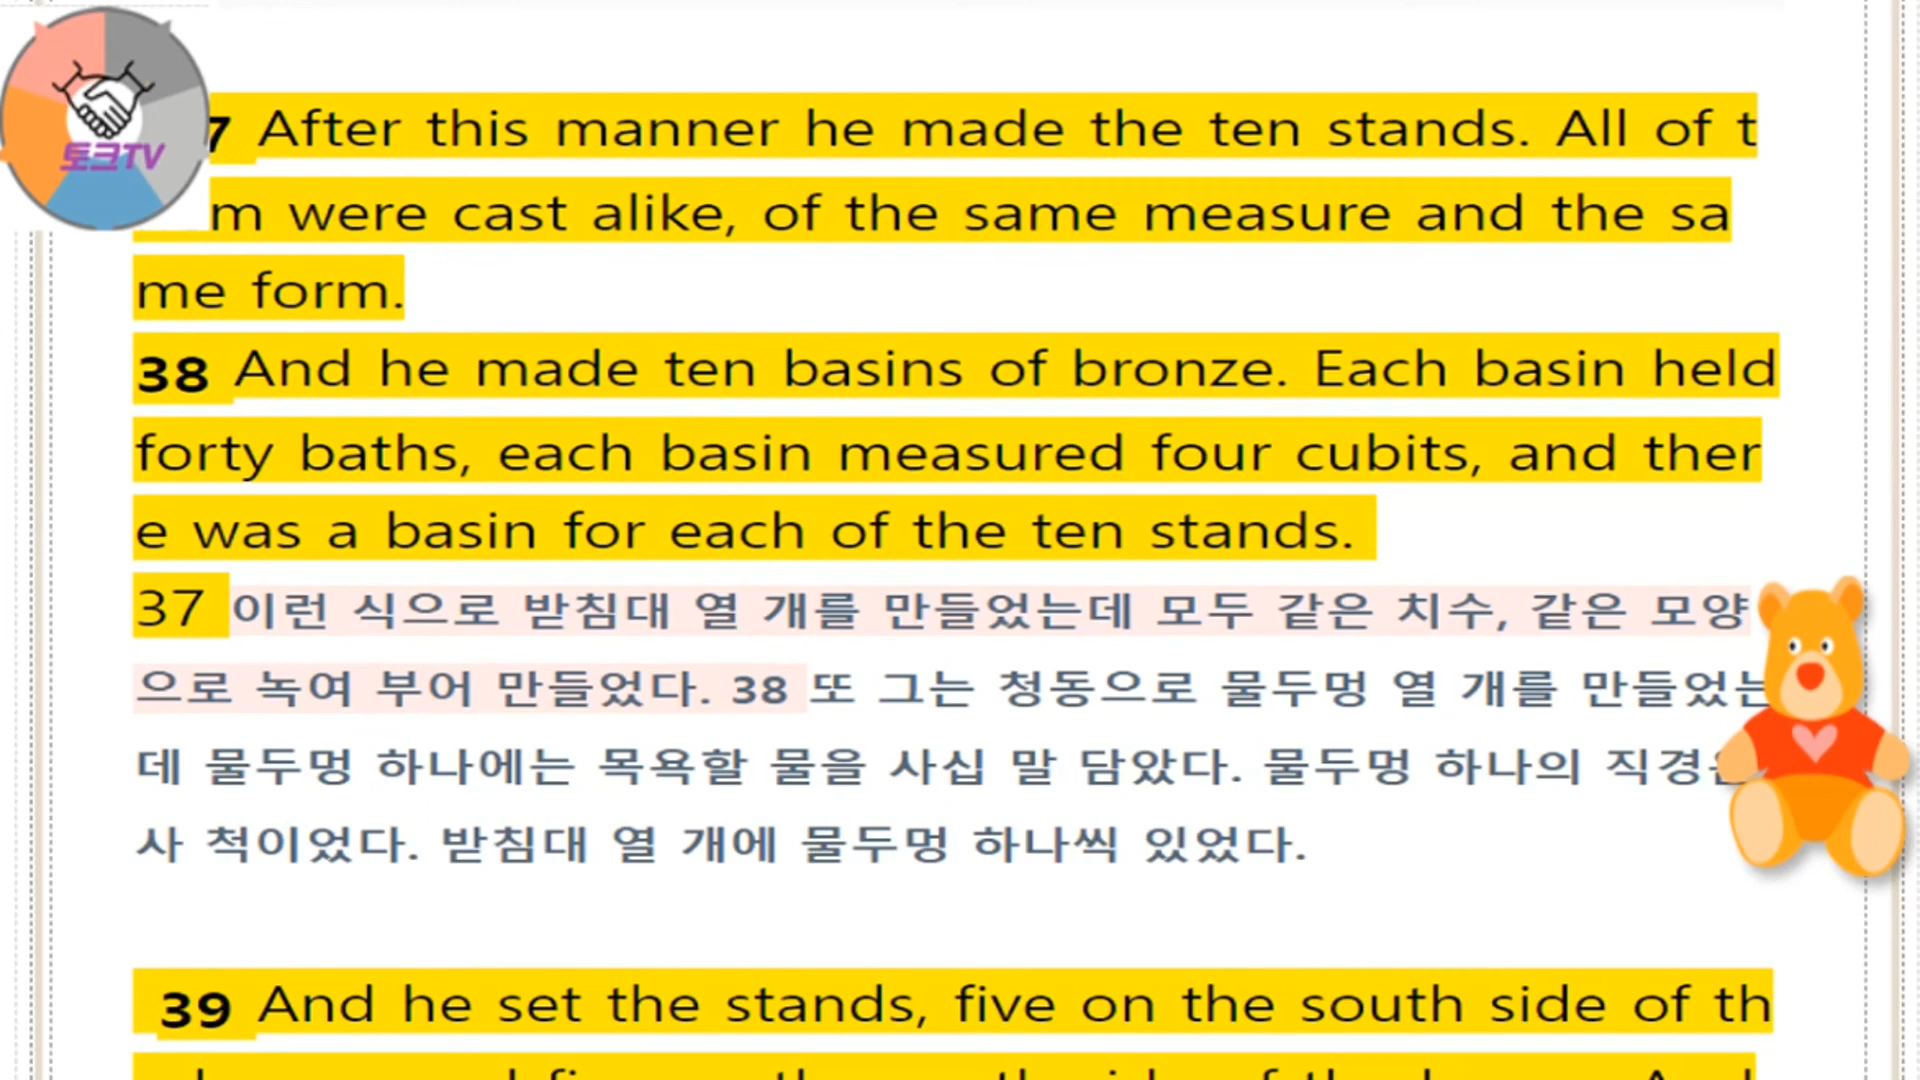 토크TV
7 After this manner he made the ten stands. All of t
m were cast alike, of the same measure and the sa
me form.
38 And he made ten basins of bronze. Each basin held
forty baths, each basin measured four cubits, and ther
e was a basin for each of the ten stands.
37 이런 식으로 받침대 열 개를 만들었는데 모두 같은 치수, 같은 모양
으로 녹여 부어 만들었다. 38 또 그는 청동으로 물두멍 열 개를 만들었는
데 물두멍 하나에는 목욕할 물을 사십 말 담았다. 물두멍 하나의 직경은
사 척이었다. 받침대 열 개에 물두멍 하나씩 있었다.
39 And he set the stands, five on the south side of th